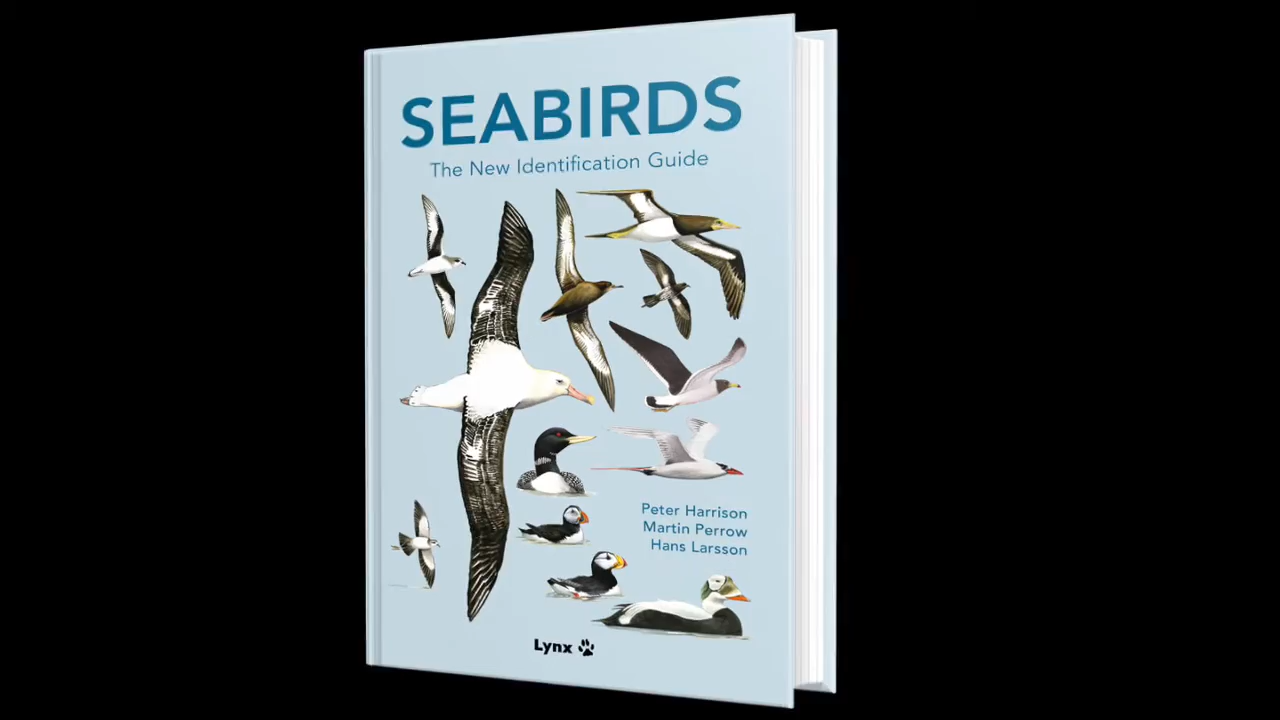 SEABIRDS
The New Identification Guide
Peter Harrison
Martin Perrow
Hans Larsson
Lynx